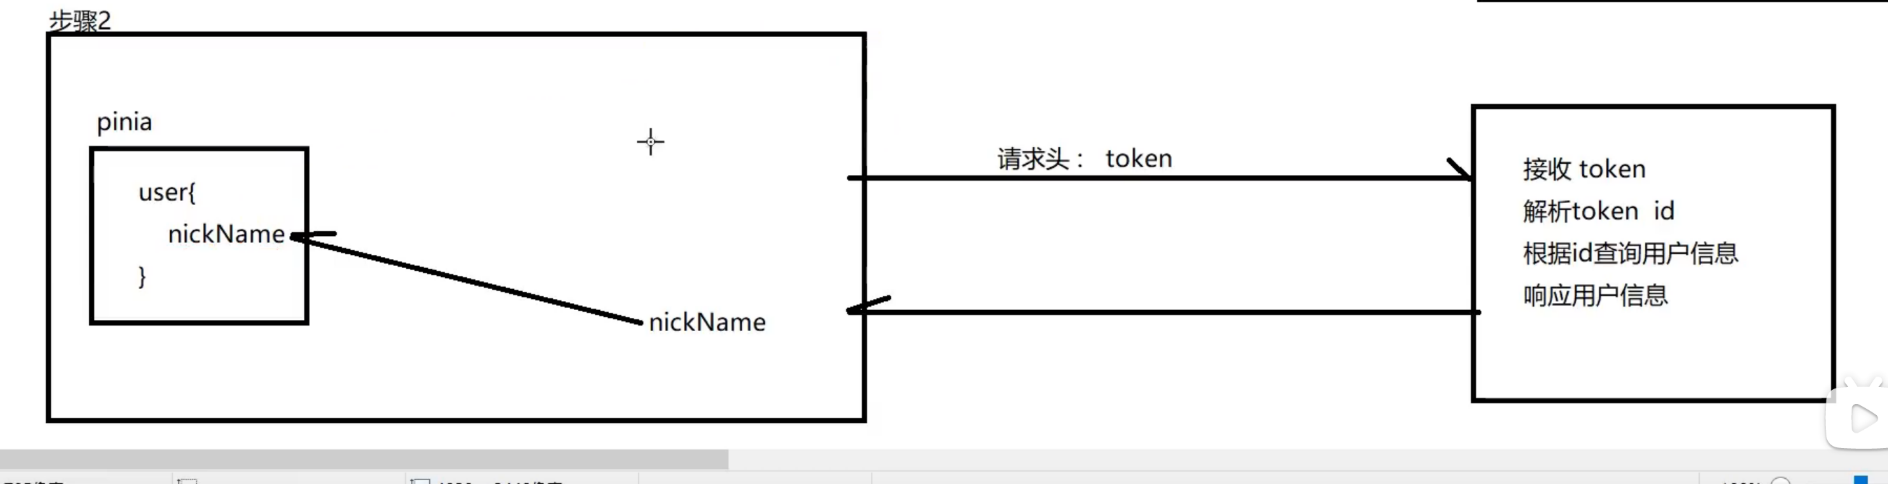 步骤2
pinia
user{
nickName
}
nickName
请求头： token
接收 token
解析token id
根据id查询用户信息
响应用户信息